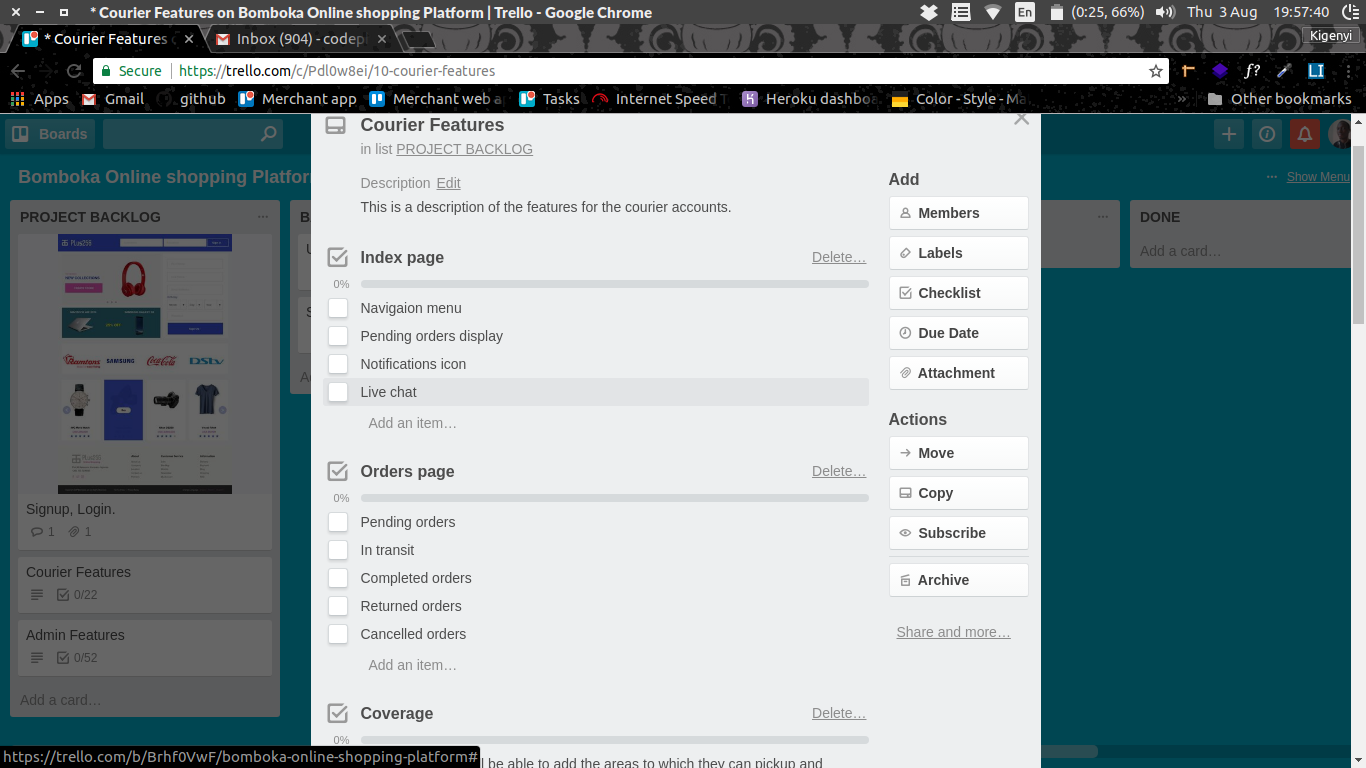 * Courier Features on Bomboka Online shopping Platform | Trello - Google Chrome
En
(0:25, 66%)
Thu 3 Aug
19:57:40
* Courier Features
Inbox (904) - codep
Kigenyi
Secure
https://trello.com/c/Pdl0w8ei/10-courier-features
f?
LI
Apps
Gmail
github
Merchant app
Merchant web a
Tasks
Internet Speed T
Heroku dashbo
Color - Style - Ma
»
Other bookmarks
Boards
Bomboka Online shopping Platfor
Show Menu
PROJECT BACKLOG
PLUS256
SAMSUNG
Coca-Cola
DStv
Signup, Login.
1
1
Courier Features
0/22
Admin Features
0/52
Add a card…
DONE
Add a card…
Courier Features
in list PROJECT BACKLOG
Description Edit
This is a description of the features for the courier accounts.
Index page
Delete…
0%
Navigaion menu
Pending orders display
Notifications icon
Live chat
Add an item…
Orders page
Delete…
0%
Pending orders
In transit
Completed orders
Returned orders
Cancelled orders
Add an item…
Coverage
Delete…
0%
l be able to add the areas to which they can pickup and
Add
Members
Labels
Checklist
Due Date
Attachment
Actions
Move
Copy
Subscribe
Archive
Share and more…
https://trello.com/b/Brhf0VwF/bomboka-online-shopping-platform#